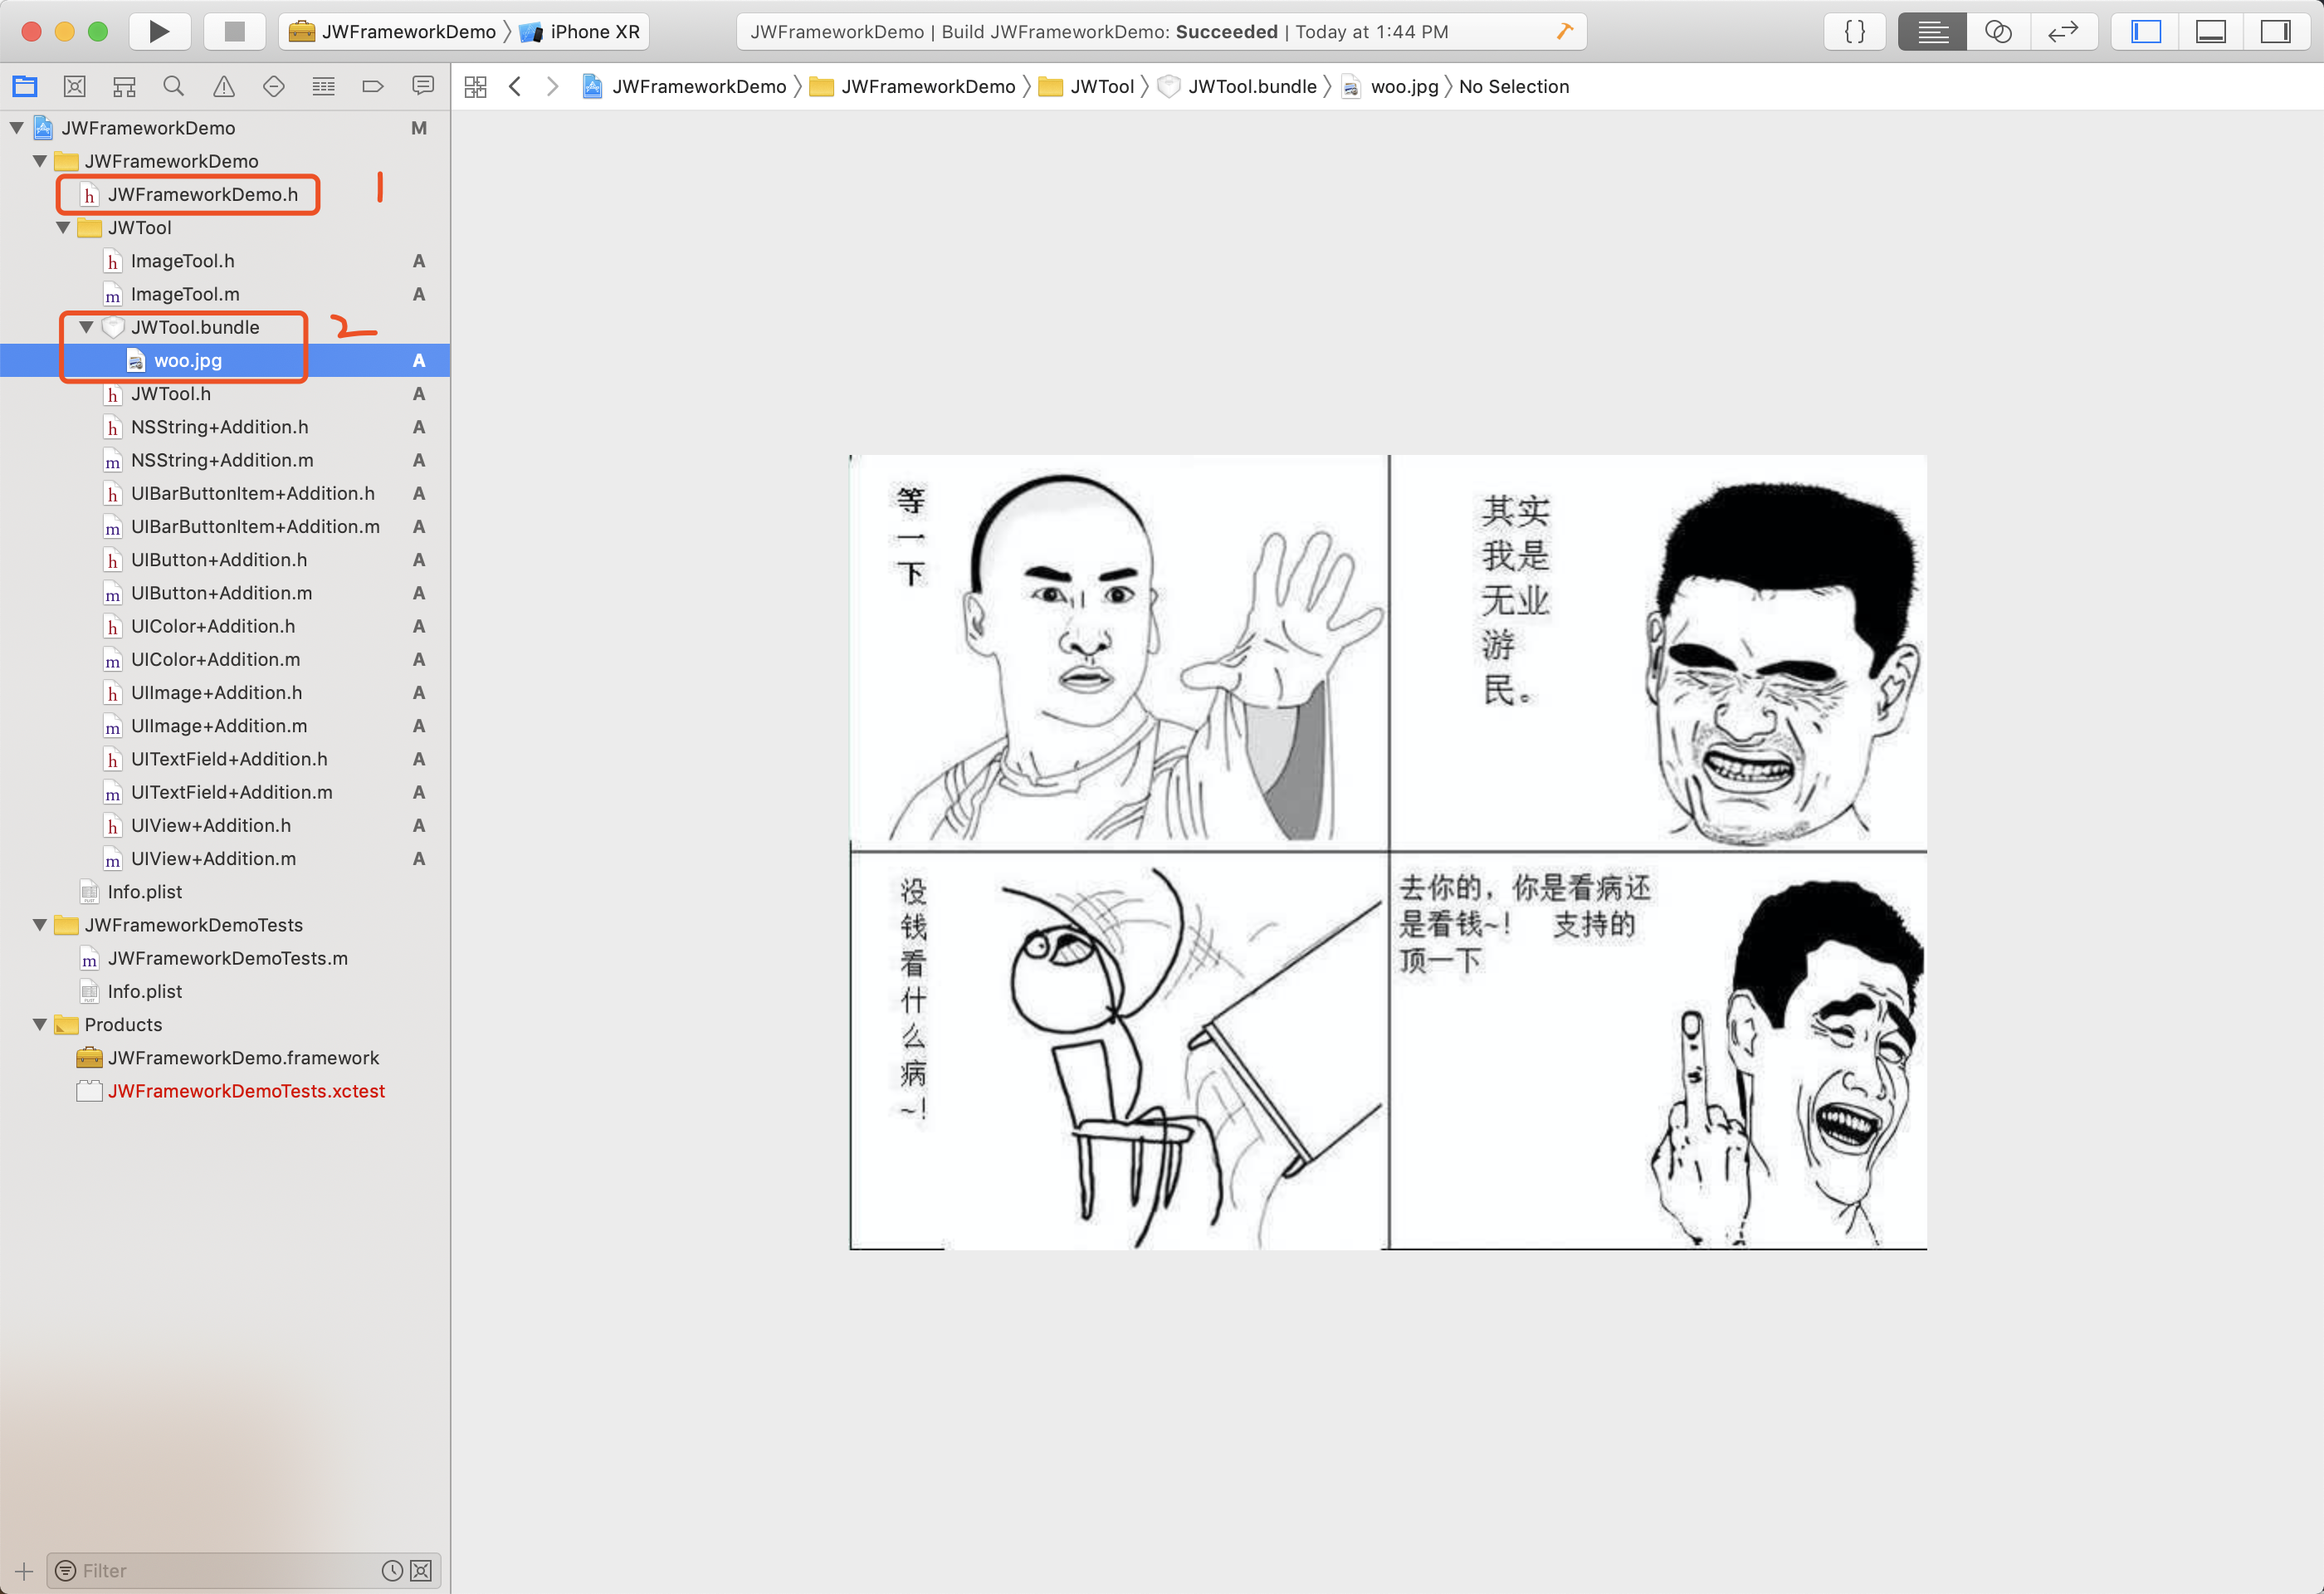 JWFrameworkDemo
iPhone XR
JWFrameworkDemo | Build JWFrameworkDemo: Succeeded | Today at 1:44 PM
{ }
JWFrameworkDemo
JWFrameworkDemo
JWTool
JWTool.bundle
woo.jpg
No Selection
JWFrameworkDemo M
JWFrameworkDemo
h JWFrameworkDemo.h 1
JWTool
h ImageTool.h A
m ImageTool.m A
JWTool.bundle 2
woo.jpg A
h JWTool.h A
h NSString+Addition.h A
m NSString+Addition.m A
h UIBarButtonItem+Addition.h A
m UIBarButtonItem+Addition.m A
h UIButton+Addition.h A
m UIButton+Addition.m A
h UIColor+Addition.h A
m UIColor+Addition.m A
h UIImage+Addition.h A
m UIImage+Addition.m A
h UITextField+Addition.h A
m UITextField+Addition.m A
h UIView+Addition.h A
m UIView+Addition.m A
Info.plist
JWFrameworkDemoTests
m JWFrameworkDemoTests.m
Info.plist
Products
JWFrameworkDemo.framework
JWFrameworkDemoTests.xctest
Filter
等一下
其实
我是
无业
游
民。
没钱看什么病~！
去你的，你是看病还
是看钱~！ 支持的
顶一下